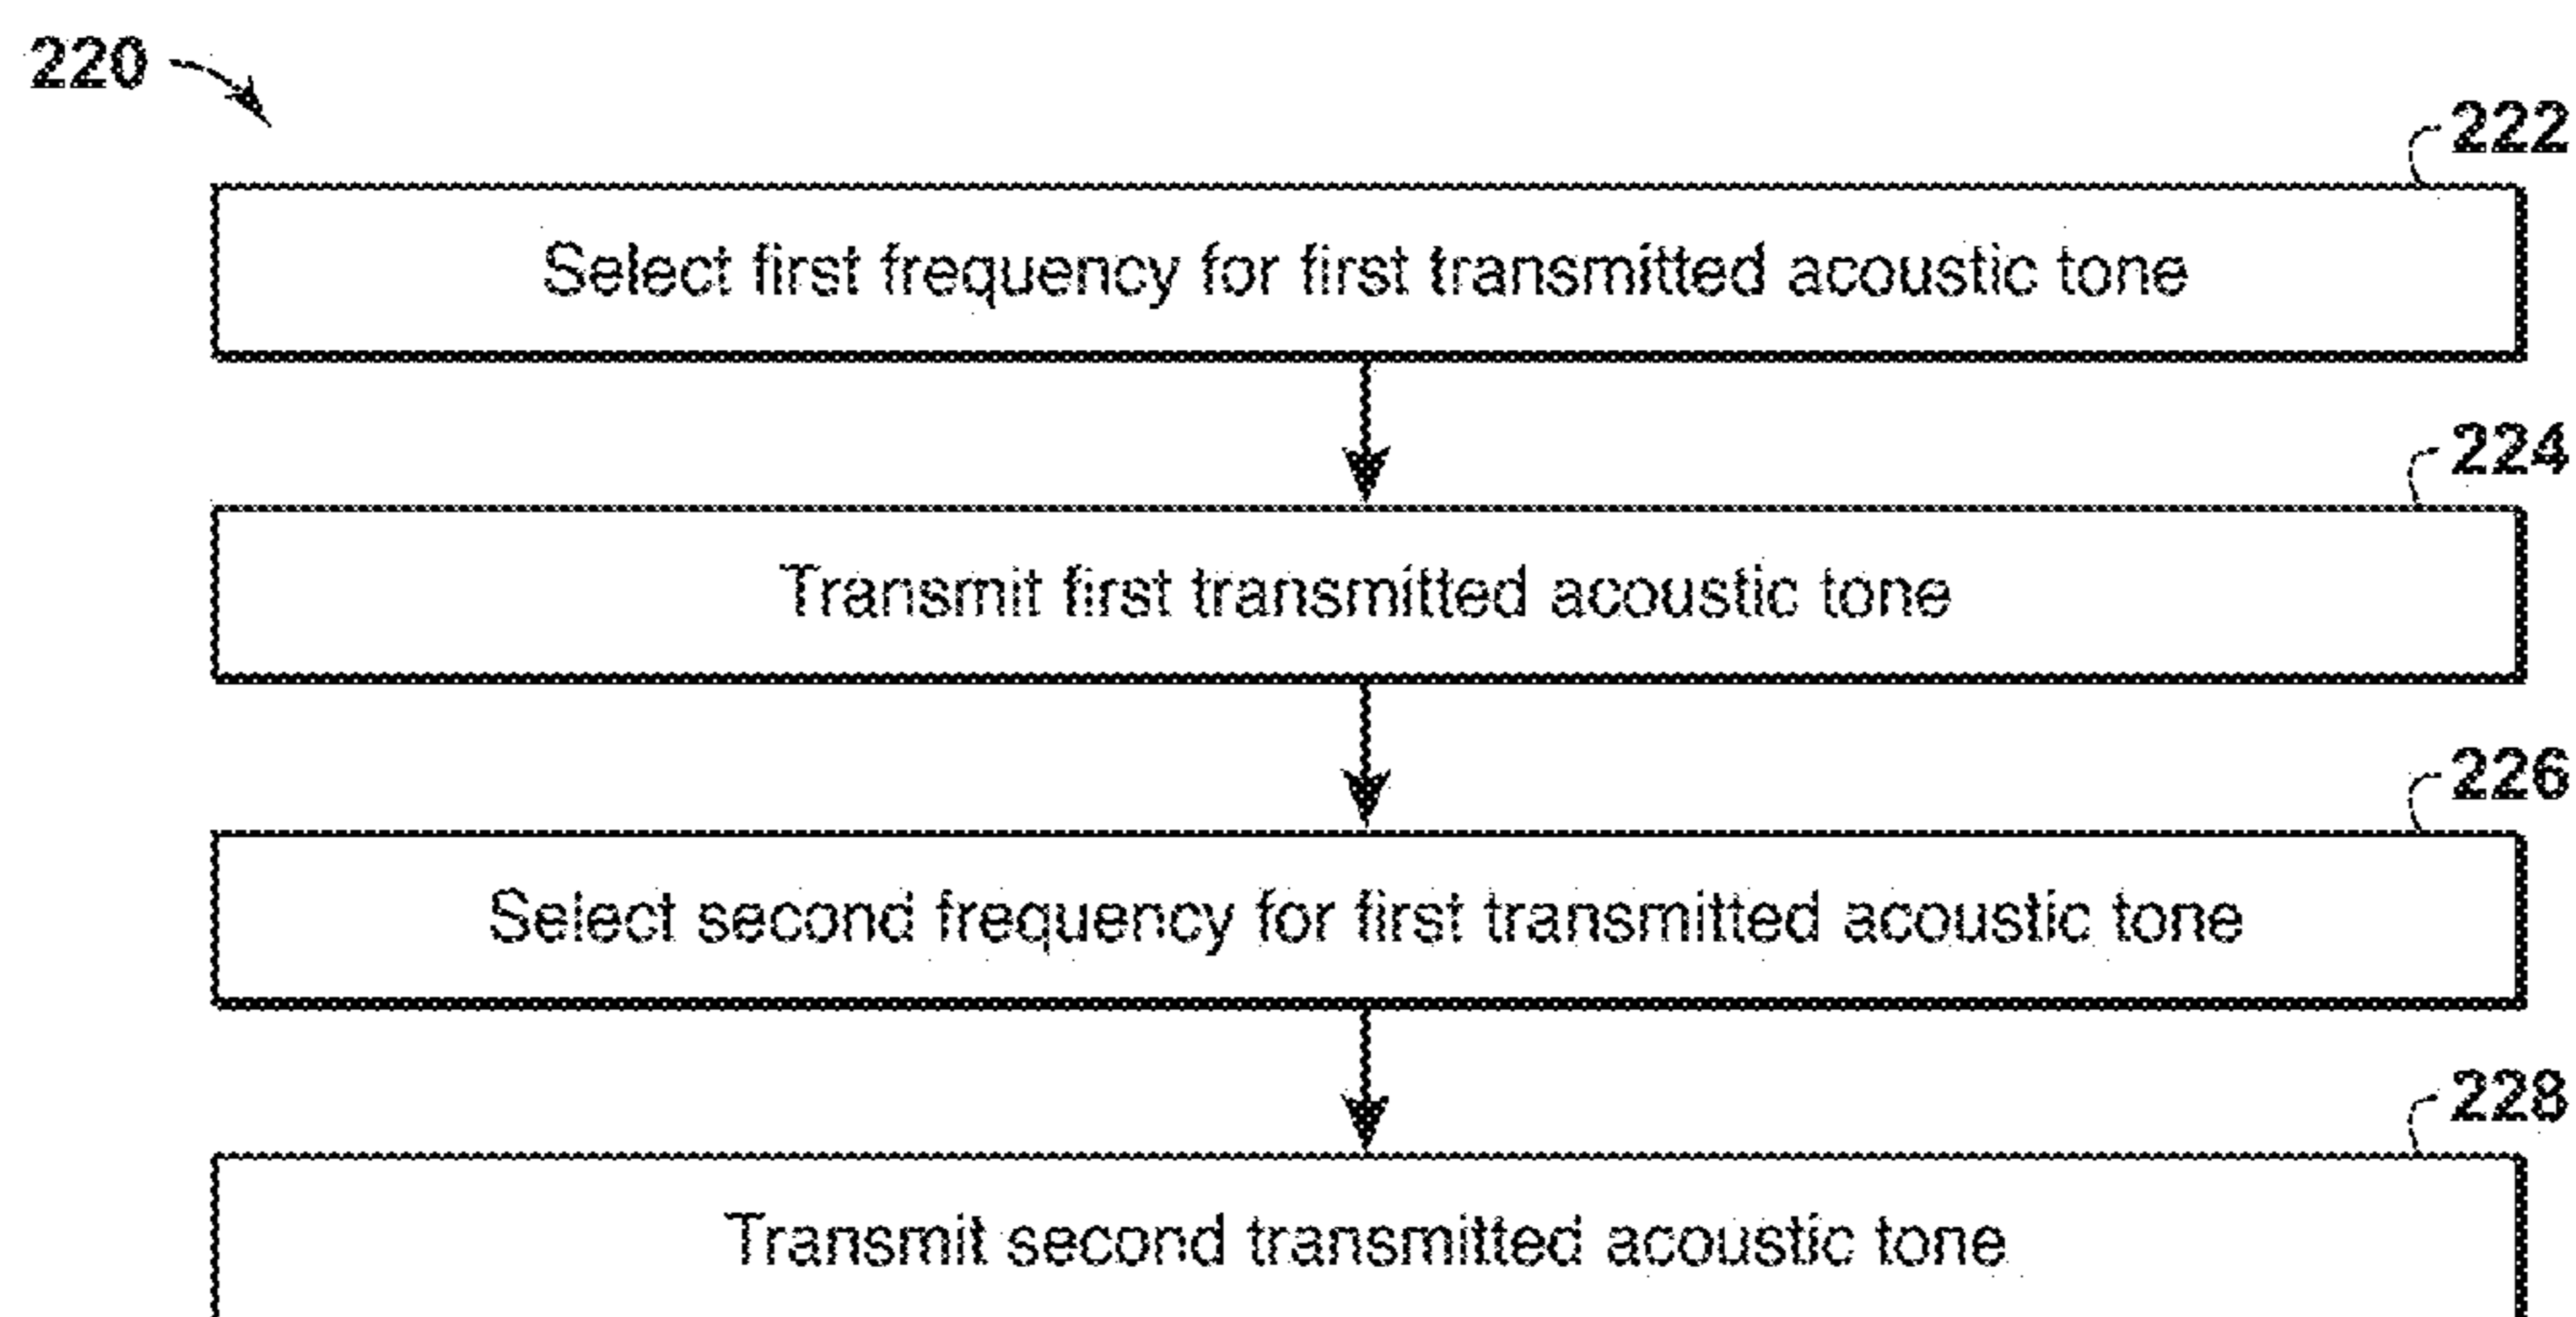 220
222
Select first frequency for first transmitted acoustic tone
224
Transmit first transmitted acoustic tone
226
Select second frequency for first transmitted acoustic tone
228
Transmit second transmitted acoustic tone